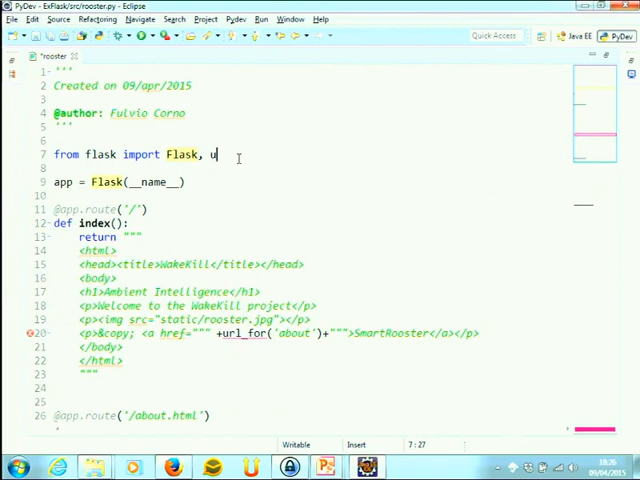 PyDev - ExFlask/src/rooster.py - Eclipse
File Edit Source Refactoring Navigate Search Project Pydev Run Window Help
Quick Access Java EE PyDev
*rooster
1 '''
2 Created on 09/apr/2015
3
4 @author: Fulvio Corno
5 '''
6
7 from flask import Flask, u
8
9 app = Flask(__name__)
10
11 @app.route('/')
12 def index():
13 return """
14 <html>
15 <head><title>WakeKill</title></head>
16 <body>
17 <h1>Ambient Intelligence</h1>
18 <p>Welcome to the WakeKill project</p>
19 <p><img src="static/rooster.jpg"></p>
20 <p>&copy; <a href=""" +url_for('about')+""">SmartRooster</a></p>
21 </body>
22 </html>
23 """
24
25
26 @app.route('/about.html')
Writable Insert 7 : 27
18:26
09/04/2015